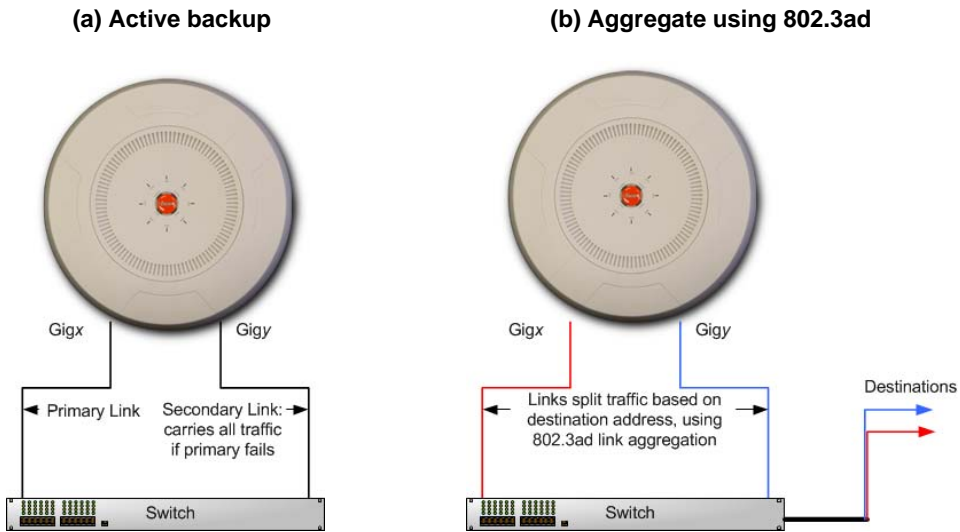 (a) Active backup
(b) Aggregate using 802.3ad
Gigx
Gigy
Primary Link
Secondary Link:
carries all traffic
if primary fails
Switch
Gigx
Gigy
Links split traffic based on
destination address, using
802.3ad link aggregation
Destinations
Switch